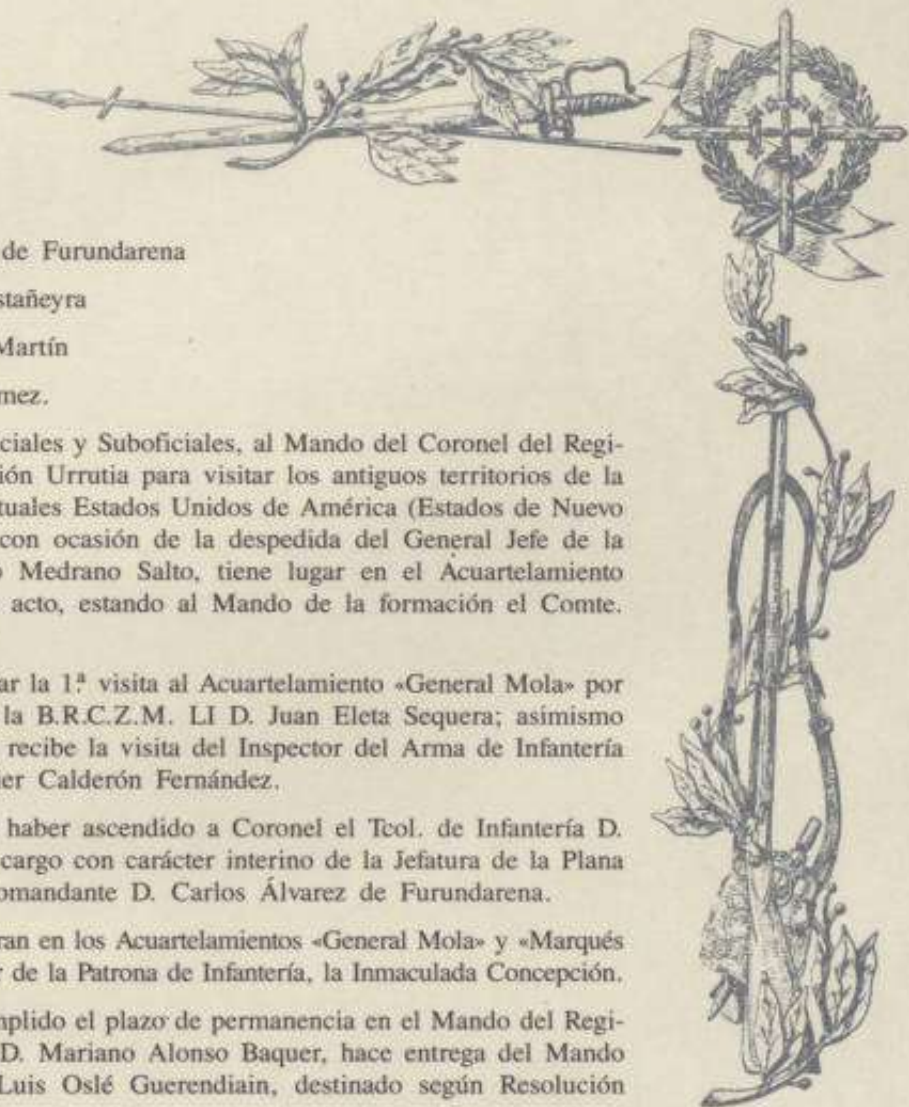 de Furundarena
stañeyra
Martín
mez.
ciales y Suboficiales, al Mando del Coronel del Regi-
ión Urrutia para visitar los antiguos territorios de la
ctuales Estados Unidos de América (Estados de Nuevo
con ocasión de la despedida del General Jefe de la
o Medrano Salto, tiene lugar en el Acuartelamiento
acto, estando al Mando de la formación el Comte.
ar la 1.ª visita al Acuartelamiento «General Mola» por
la B.R.C.Z.M. LI D. Juan Eleta Sequera; asimismo
recibe la visita del Inspector del Arma de Infantería
ier Calderón Fernández.
haber ascendido a Coronel el Tcol. de Infantería D.
cargo con carácter interino de la Jefatura de la Plana
omandante D. Carlos Álvarez de Furundarena.
ran en los Acuartelamientos «General Mola» y «Marqués
r de la Patrona de Infantería, la Inmaculada Concepción.
mplido el plazo de permanencia en el Mando del Regi-
D. Mariano Alonso Baquer, hace entrega del Mando
Luis Oslé Guerendiain, destinado según Resolución